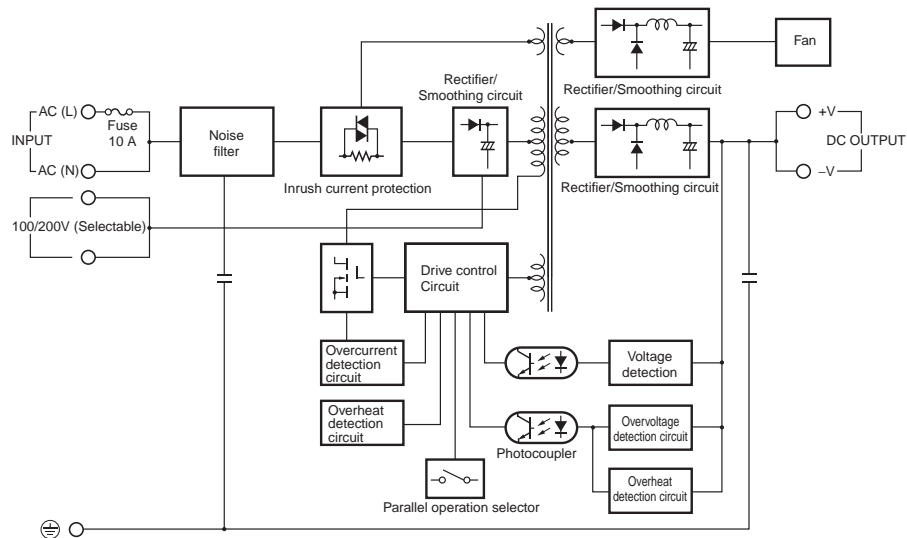 Fan
Rectifier/Smoothing circuit
Rectifier/
Smoothing circuit
AC (L)
Fuse
10 A
INPUT
AC (N)
Noise
filter
Inrush current protection
+V
DC OUTPUT
–V
Rectifier/Smoothing circuit
100/200V (Selectable)
Drive control
Circuit
Overcurrent
detection
circuit
Voltage
detection
Overheat
detection
circuit
Overvoltage
detection circuit
Photocoupler
Overheat
detection circuit
Parallel operation selector